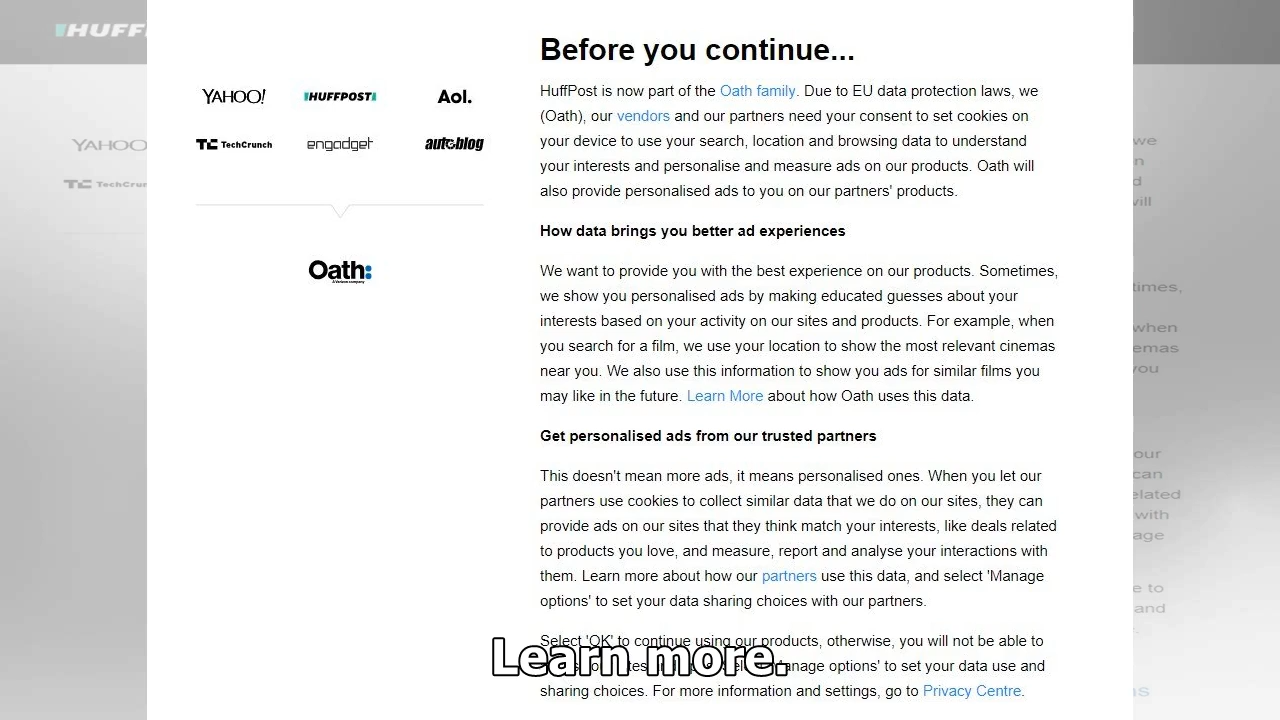 Before you continue...
HuffPost is now part of the Oath family. Due to EU data protection laws, we
(Oath), our vendors and our partners need your consent to set cookies on
your device to use your search, location and browsing data to understand
your interests and personalise and measure ads on our products. Oath will
also provide personalised ads to you on our partners' products.
How data brings you better ad experiences
We want to provide you with the best experience on our products. Sometimes,
we show you personalised ads by making educated guesses about your
interests based on your activity on our sites and products. For example, when
you search for a film, we use your location to show the most relevant cinemas
near you. We also use this information to show you ads for similar films you
may like in the future. Learn More about how Oath uses this data.
Get personalised ads from our trusted partners
This doesn't mean more ads, it means personalised ones. When you let our
partners use cookies to collect similar data that we do on our sites, they can
provide ads on our sites that they think match your interests, like deals related
to products you love, and measure, report and analyse your interactions with
them. Learn more about how our partners use this data, and select 'Manage
options' to set your data sharing choices with our partners.
Select 'OK' to continue using our products, otherwise, you will not be able to
'Manage options' to set your data use and
sharing choices. For more information and settings, go to Privacy Centre.
YAHOO! HUFFPOST Aol.
TechCrunch engadget autoblog
Oath:
A Verizon company
Learn more.